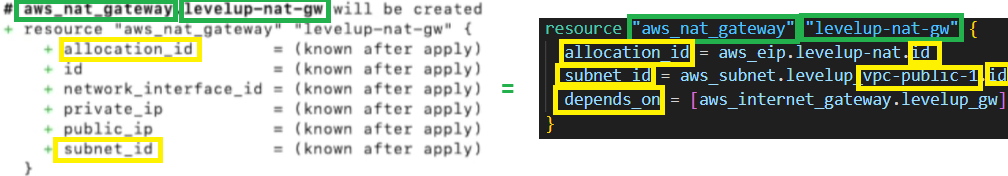 # aws_nat_gateway.levelup-nat-gw will be created
+ resource "aws_nat_gateway" "levelup-nat-gw" {
+ allocation_id = (known after apply)
+ id = (known after apply)
+ network_interface_id = (known after apply)
+ private_ip = (known after apply)
+ public_ip = (known after apply)
+ subnet_id = (known after apply)
}
=
resource "aws_nat_gateway" "levelup-nat-gw" {
allocation_id = aws_eip.levelup-nat.id
subnet_id = aws_subnet.levelup_vpc-public-1.id
depends_on = [aws_internet_gateway.levelup_gw]
}